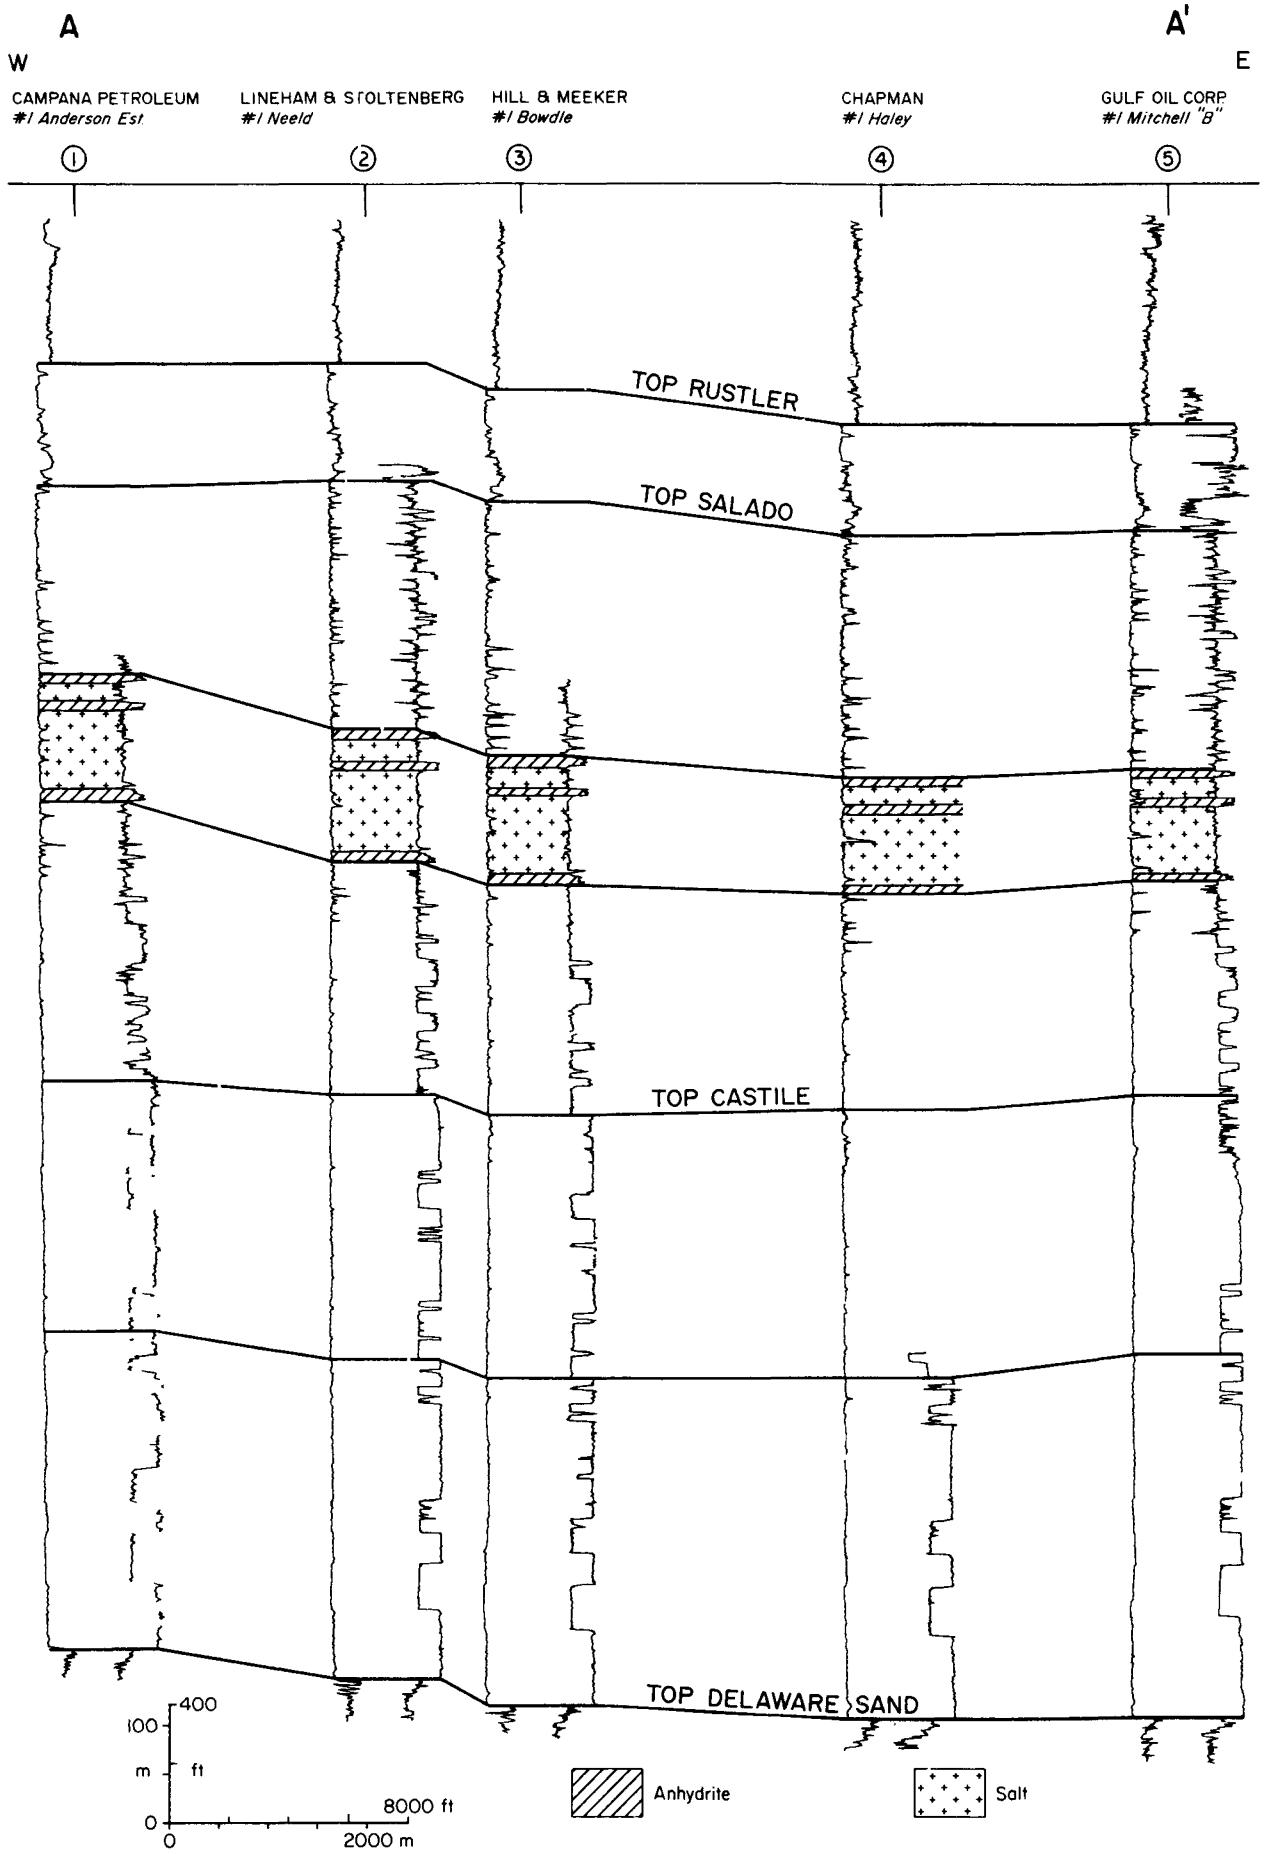 A A'
W E
CAMPANA PETROLEUM LINEHAM & STOLTENBERG HILL & MEEKER CHAPMAN GULF OIL CORP.
#1 Anderson Est. #1 Neeld #1 Bowdle #1 Haley #1 Mitchell "B"
1 2 3 4 5
TOP RUSTLER
TOP SALADO
TOP CASTILE
TOP DELAWARE SAND
400
100
m ft
Anhydrite Salt
8000 ft
0
0 2000 m